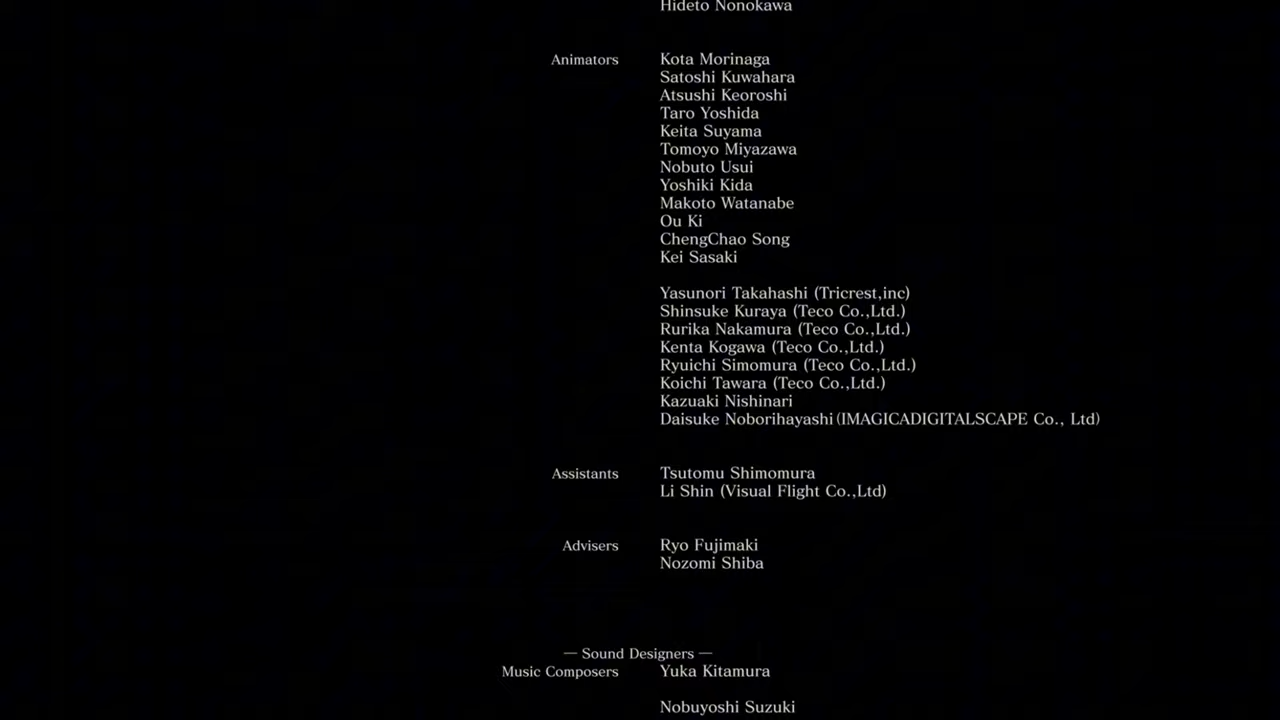 Hideto Nonokawa
Animators Kota Morinaga
Satoshi Kuwahara
Atsushi Keoroshi
Taro Yoshida
Keita Suyama
Tomoyo Miyazawa
Nobuto Usui
Yoshiki Kida
Makoto Watanabe
Ou Ki
ChengChao Song
Kei Sasaki
Yasunori Takahashi (Tricrest,inc)
Shinsuke Kuraya (Teco Co.,Ltd.)
Rurika Nakamura (Teco Co.,Ltd.)
Kenta Kogawa (Teco Co.,Ltd.)
Ryuichi Simomura (Teco Co.,Ltd.)
Koichi Tawara (Teco Co.,Ltd.)
Kazuaki Nishinari
Daisuke Noborihayashi(IMAGICADIGITALSCAPE Co., Ltd)
Assistants Tsutomu Shimomura
Li Shin (Visual Flight Co.,Ltd)
Advisers Ryo Fujimaki
Nozomi Shiba
— Sound Designers —
Music Composers Yuka Kitamura
Nobuyoshi Suzuki